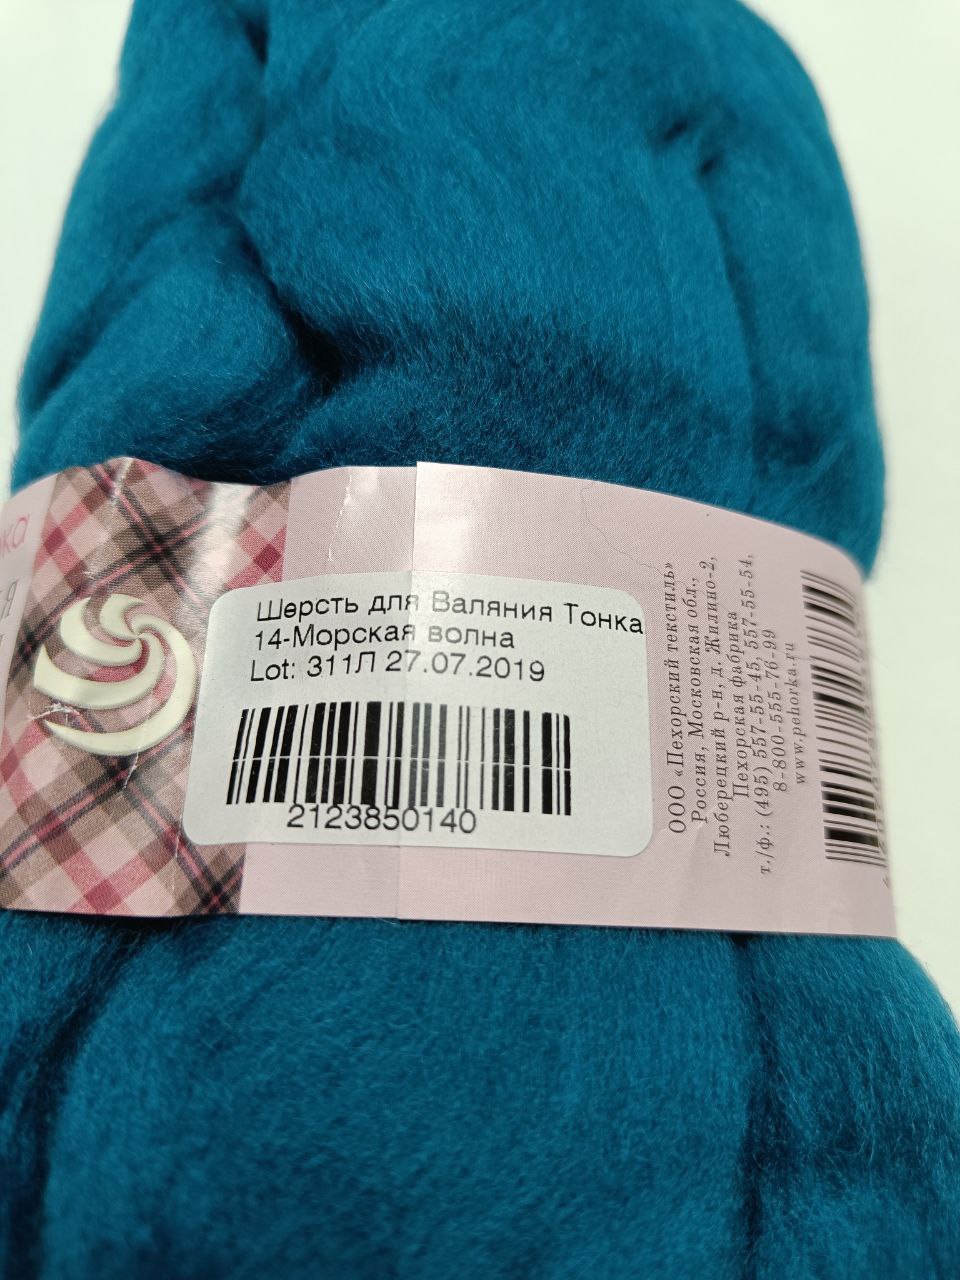 Шерсть для Валяния Тонка
14-Морская волна
Lot: 311Л 27.07.2019
2123850140
ООО «Пехорский текстиль»
Россия, Московская обл.,
Люберецкий р-н, д. Жилино-2,
Пехорская фабрика
т./ф.: (495) 557-55-45, 557-55-54,
8-800-555-76-99
www.pehorka.ru